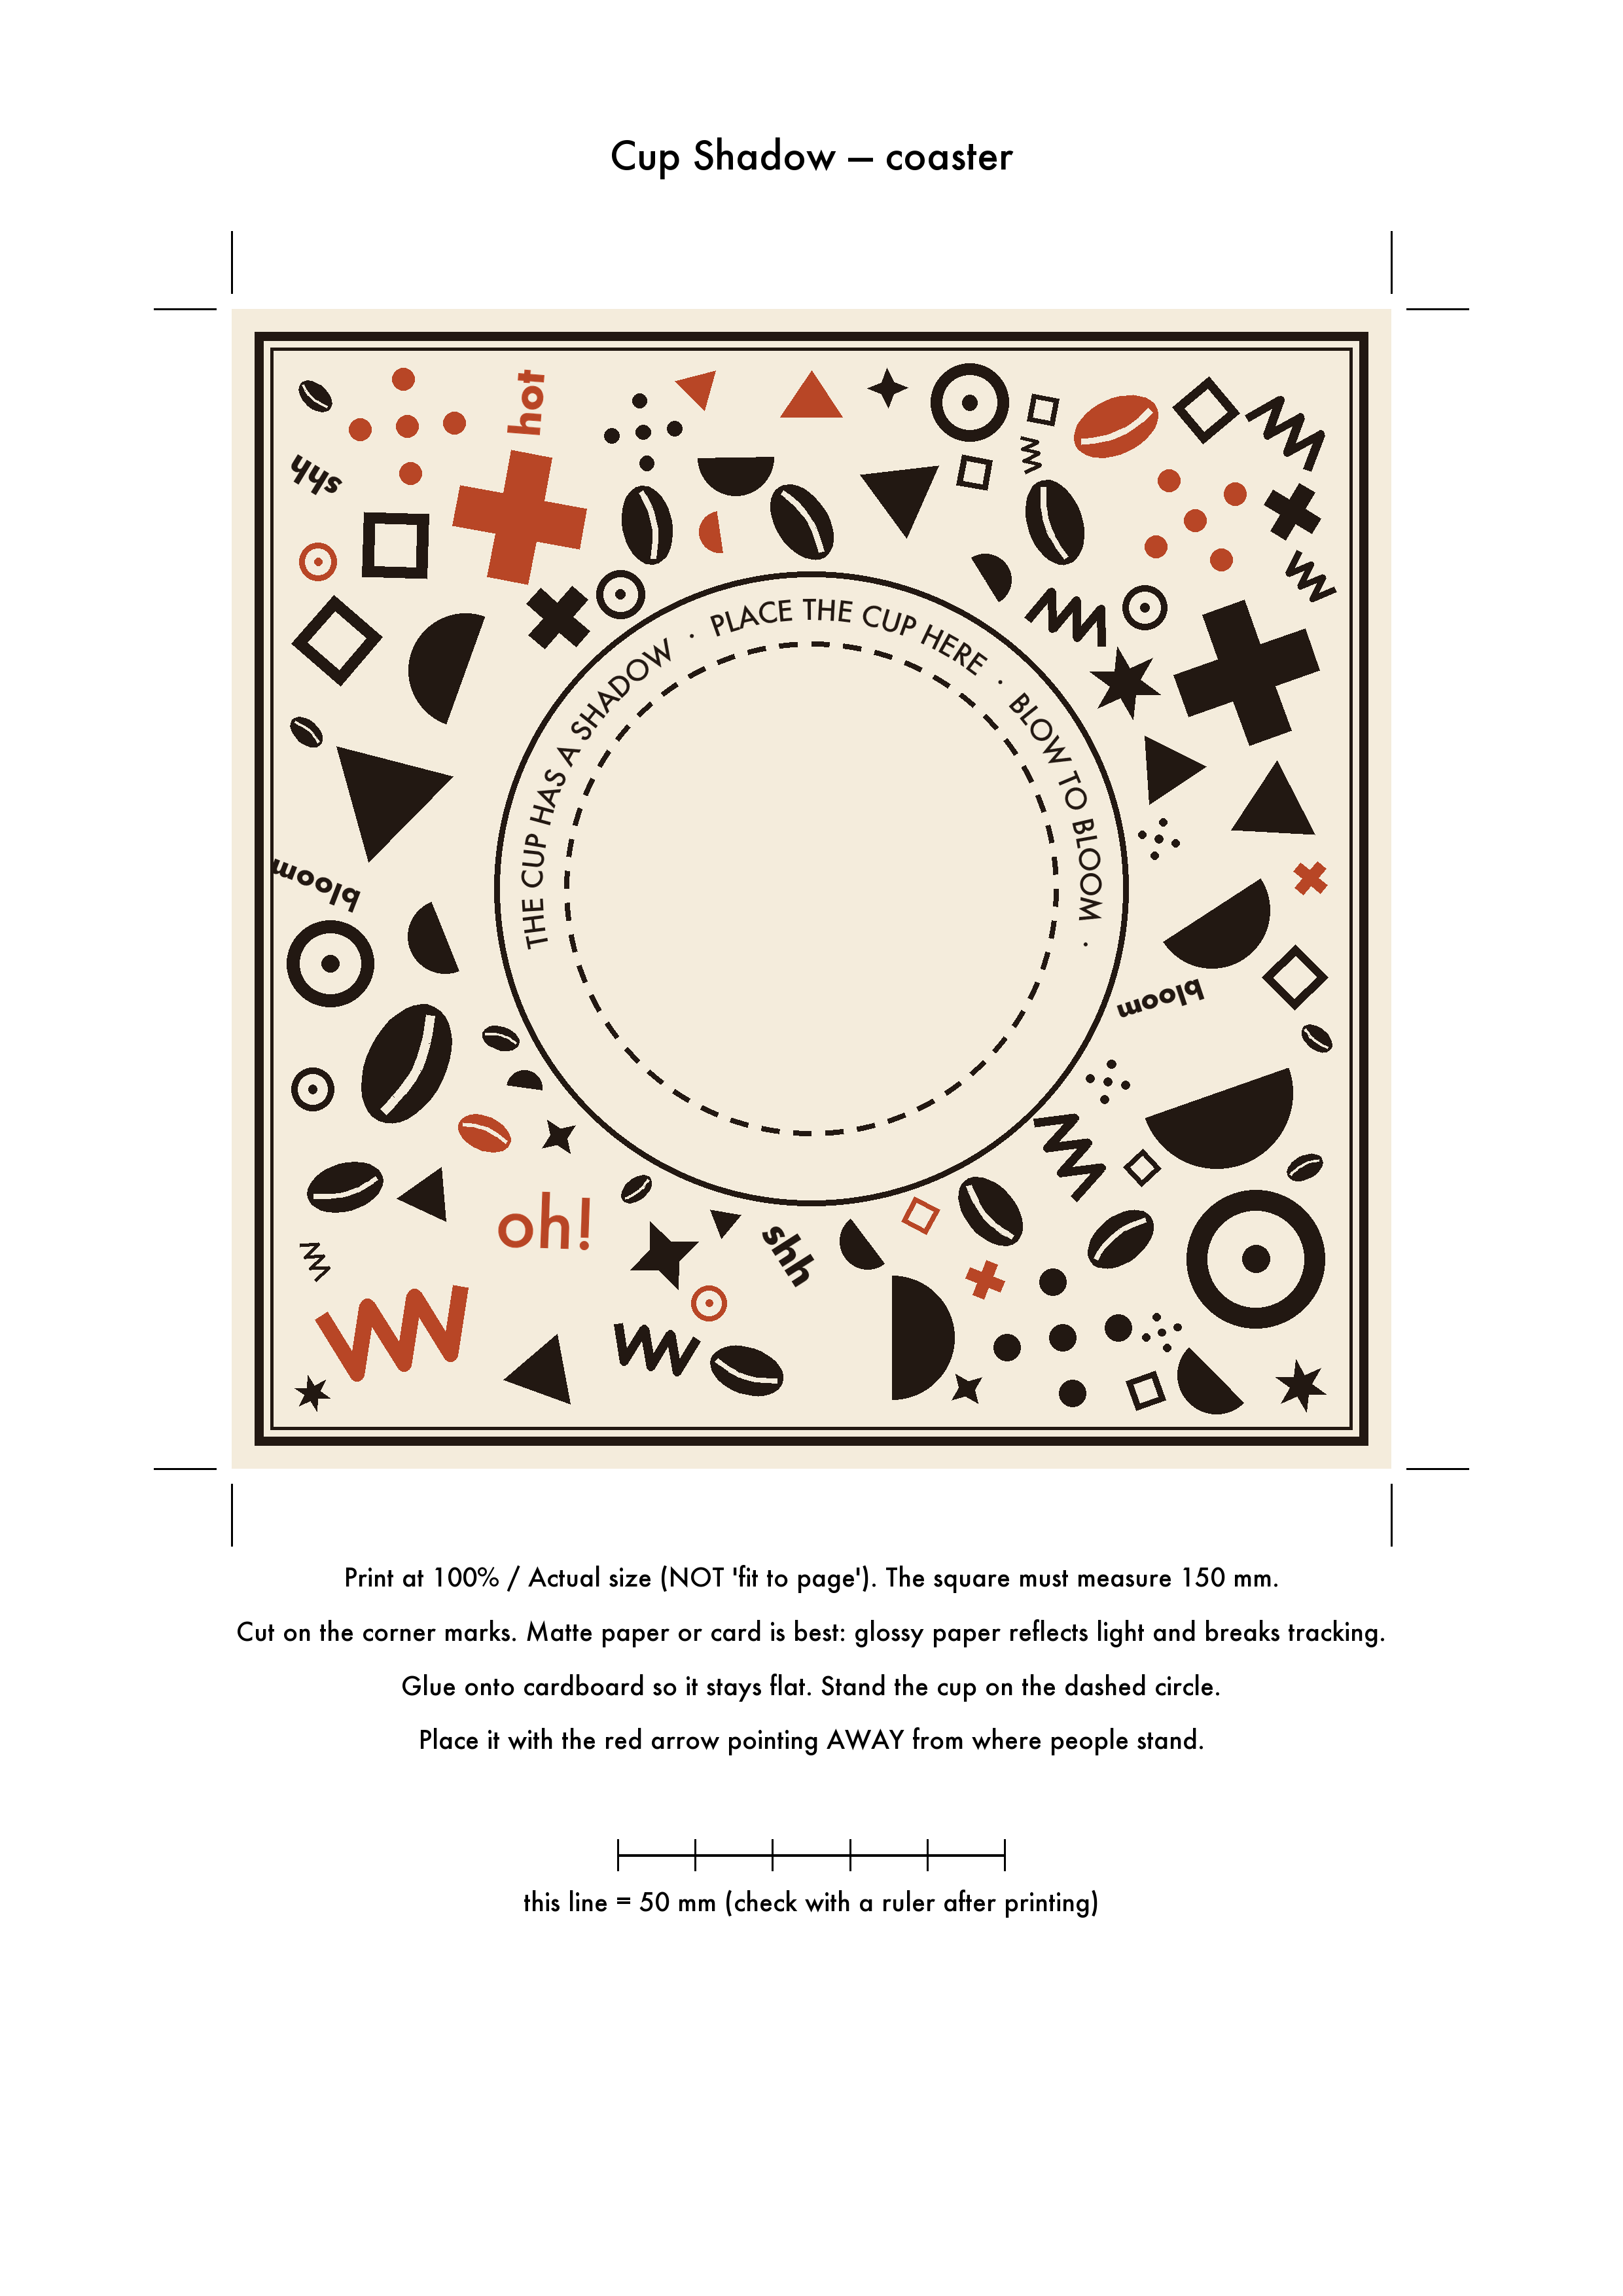 Cup Shadow – coaster
hot
shh
THE CUP HAS A SHADOW · PLACE THE CUP HERE · BLOW TO BLOOM ·
bloom
bloom
oh!
shh
Print at 100% / Actual size (NOT 'fit to page'). The square must measure 150 mm.
Cut on the corner marks. Matte paper or card is best: glossy paper reflects light and breaks tracking.
Glue onto cardboard so it stays flat. Stand the cup on the dashed circle.
Place it with the red arrow pointing AWAY from where people stand.
this line = 50 mm (check with a ruler after printing)